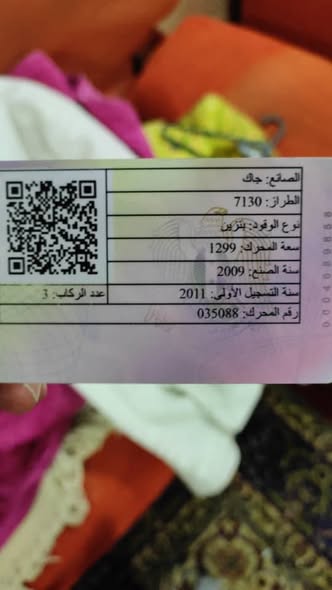 الصانع: جاك
الطراز: 7130
نوع الوقود: بنزين
سعة المحرك: 1299
سنة الصنع: 2009
سنة التسجيل الأولى: 2011 عدد الركاب: 3
رقم المحرك: 035088